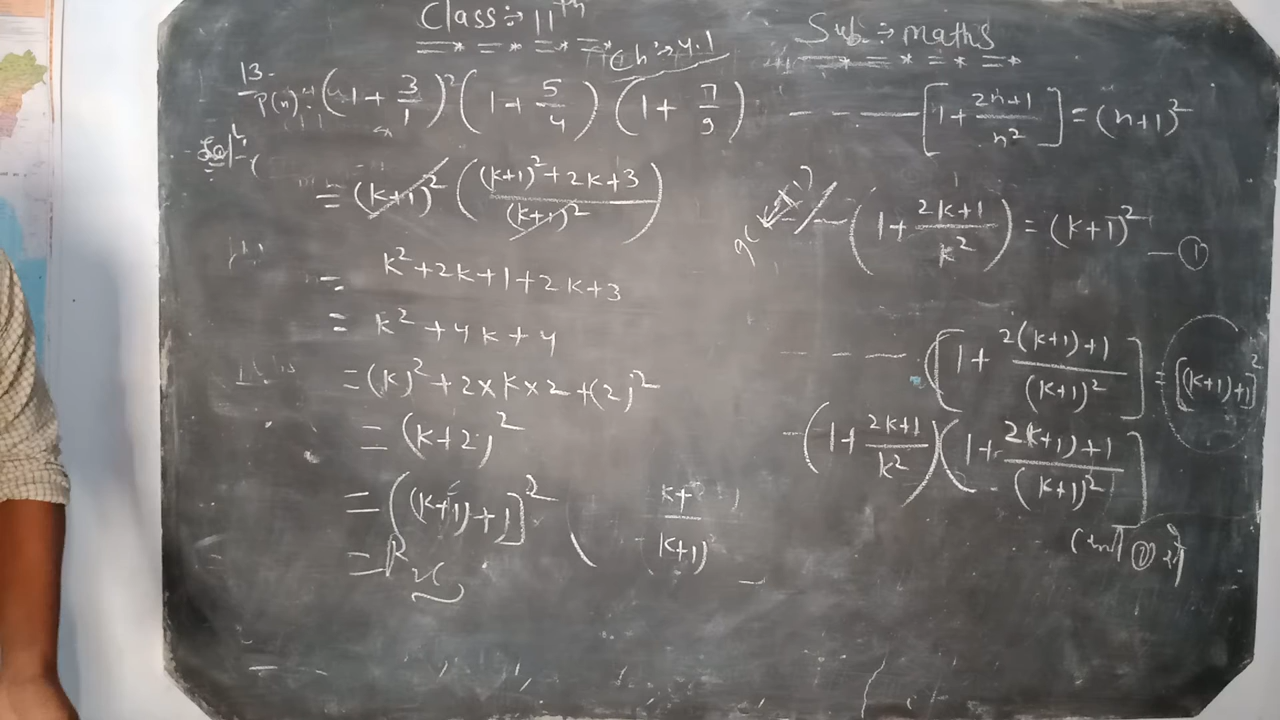 Class:- 11th
Sub:- maths
Ch → 4.1
13.
P(n): (1 + 3/1)² (1 + 5/4) (1 + 7/9) - - - - [1 + (2n+1)/n²] = (n+1)²
Sol
= (k+1)² (((k+1)² + 2k+3)/(k+1)²)
- - (1 + (2k+1)/k²) = (k+1)² — ①
= k² + 2k + 1 + 2k + 3
= k² + 4k + 4
- - - - [1 + (2(k+1)+1)/(k+1)²] = [(k+1)+1]²
= (k)² + 2 × k × 2 + (2)²
- (1 + (2k+1)/k²) (1 + (2(k+1)+1)/(k+1)²]
= (k+2)²
= [(k+1)+1]²
①